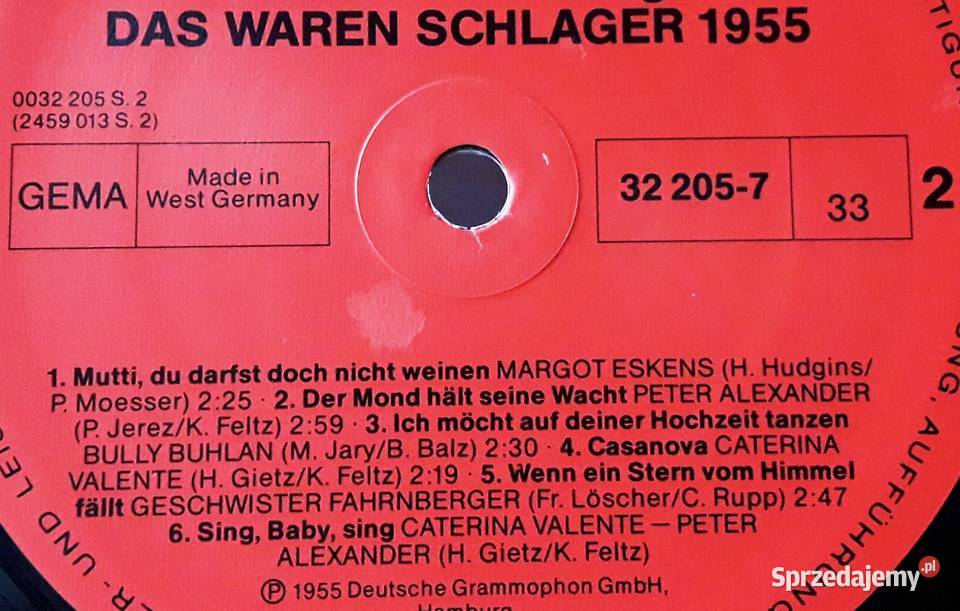 DAS WAREN SCHLAGER 1955
0032 205 S. 2
(2459 013 S. 2)
GEMA
Made in
West Germany
32 205-7
33
2
1. Mutti, du darfst doch nicht weinen MARGOT ESKENS (H. Hudgins/
P. Moesser) 2:25 · 2. Der Mond hält seine Wacht PETER ALEXANDER
(P. Jerez/K. Feltz) 2:59 · 3. Ich möcht auf deiner Hochzeit tanzen
BULLY BUHLAN (M. Jary/B. Balz) 2:30 · 4. Casanova CATERINA
VALENTE (H. Gietz/K. Feltz) 2:19 · 5. Wenn ein Stern vom Himmel
fällt GESCHWISTER FAHRNBERGER (Fr. Löscher/C. Rupp) 2:47
6. Sing, Baby, sing CATERINA VALENTE – PETER
ALEXANDER (H. Gietz/K. Feltz)
℗ 1955 Deutsche Grammophon GmbH,
Hamburg
UND
AUFFÜHRUNG
Sprzedajemy.pl